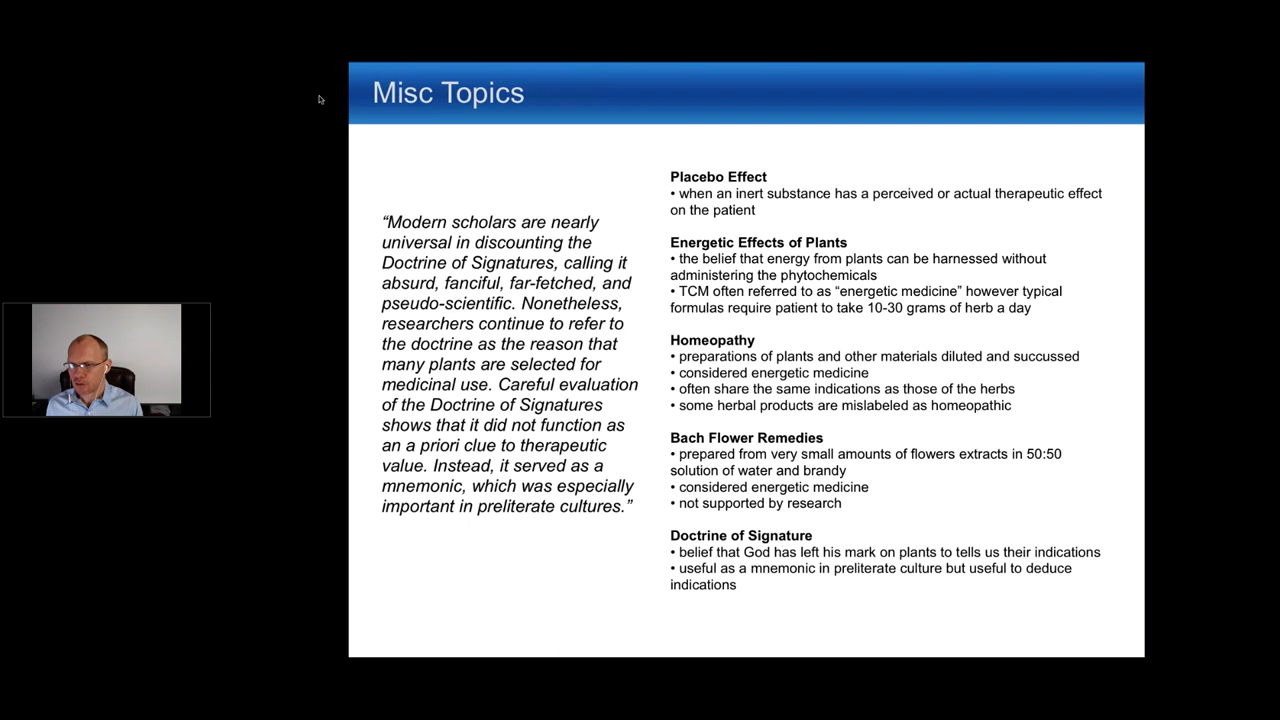 Misc Topics
“Modern scholars are nearly
universal in discounting the
Doctrine of Signatures, calling it
absurd, fanciful, far-fetched, and
pseudo-scientific. Nonetheless,
researchers continue to refer to
the doctrine as the reason that
many plants are selected for
medicinal use. Careful evaluation
of the Doctrine of Signatures
shows that it did not function as
an a priori clue to therapeutic
value. Instead, it served as a
mnemonic, which was especially
important in preliterate cultures.”
Placebo Effect
• when an inert substance has a perceived or actual therapeutic effect
on the patient
Energetic Effects of Plants
• the belief that energy from plants can be harnessed without
administering the phytochemicals
• TCM often referred to as “energetic medicine” however typical
formulas require patient to take 10-30 grams of herb a day
Homeopathy
• preparations of plants and other materials diluted and succussed
• considered energetic medicine
• often share the same indications as those of the herbs
• some herbal products are mislabeled as homeopathic
Bach Flower Remedies
• prepared from very small amounts of flowers extracts in 50:50
solution of water and brandy
• considered energetic medicine
• not supported by research
Doctrine of Signature
• belief that God has left his mark on plants to tells us their indications
• useful as a mnemonic in preliterate culture but useful to deduce
indications